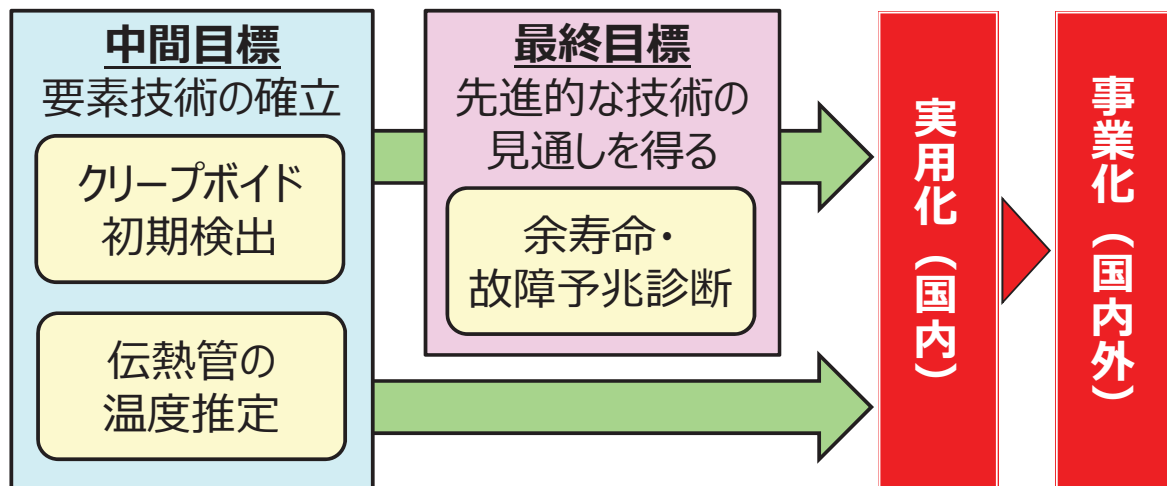 中間目標
要素技術の確立
クリープボイド
初期検出
伝熱管の
温度推定
最終目標
先進的な技術の
見通しを得る
余寿命・
故障予兆診断
実用化（国内）
事業化（国内外）